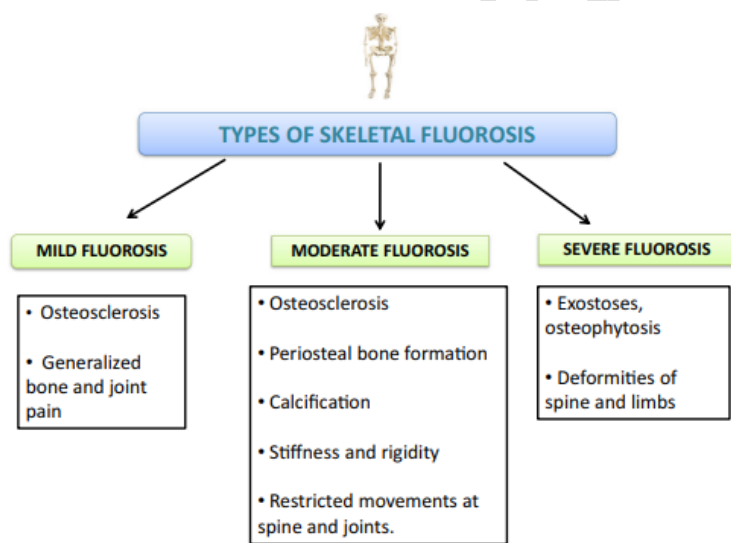 TYPES OF SKELETAL FLUOROSIS
MILD FLUOROSIS
• Osteosclerosis
• Generalized
bone and joint
pain
MODERATE FLUOROSIS
• Osteosclerosis
• Periosteal bone formation
• Calcification
• Stiffness and rigidity
• Restricted movements at
spine and joints.
SEVERE FLUOROSIS
• Exostoses,
osteophytosis
• Deformities of
spine and limbs